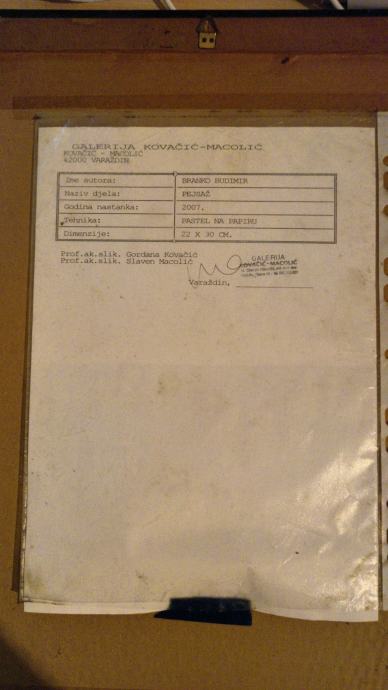 GALERIJA KOVAČIĆ-MACOLIĆ
KOVAČIĆ - MACOLIĆ
42000 VARAŽDIN
Ime autora: BRANKO BUDIMIR
Naziv djela: PEJSAŽ
Godina nastanka: 2007.
Tehnika: PASTEL NA PAPIRU
Dimenzije: 22 X 30 CM.
Prof.ak.slik. Gordana Kovačić
Prof.ak.slik. Slaven Macolić
GALERIJA
KOVAČIĆ-MACOLIĆ
Varaždin,